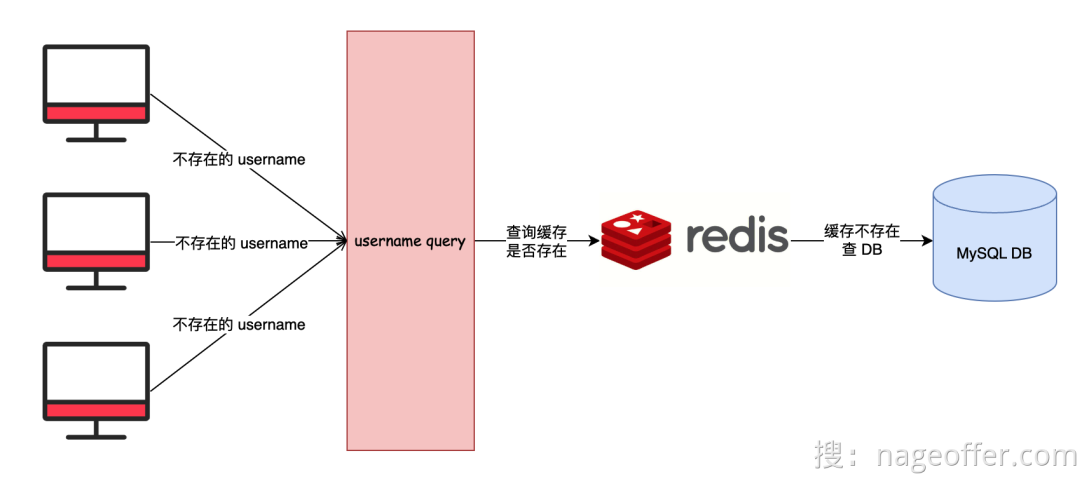 不存在的 username
不存在的 username
不存在的 username
username query
查询缓存
是否存在
redis
缓存不存在
查 DB
MySQL DB
搜：nageoffer.com